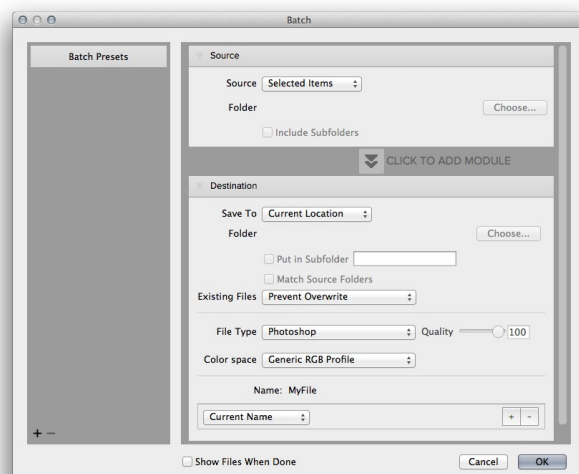 Batch
Batch Presets
Source
Source Selected Items
Folder Choose...
Include Subfolders
CLICK TO ADD MODULE
Destination
Save To Current Location
Folder Choose...
Put in Subfolder
Match Source Folders
Existing Files Prevent Overwrite
File Type Photoshop Quality 100
Color space Generic RGB Profile
Name: MyFile
Current Name + -
+ -
Show Files When Done Cancel OK